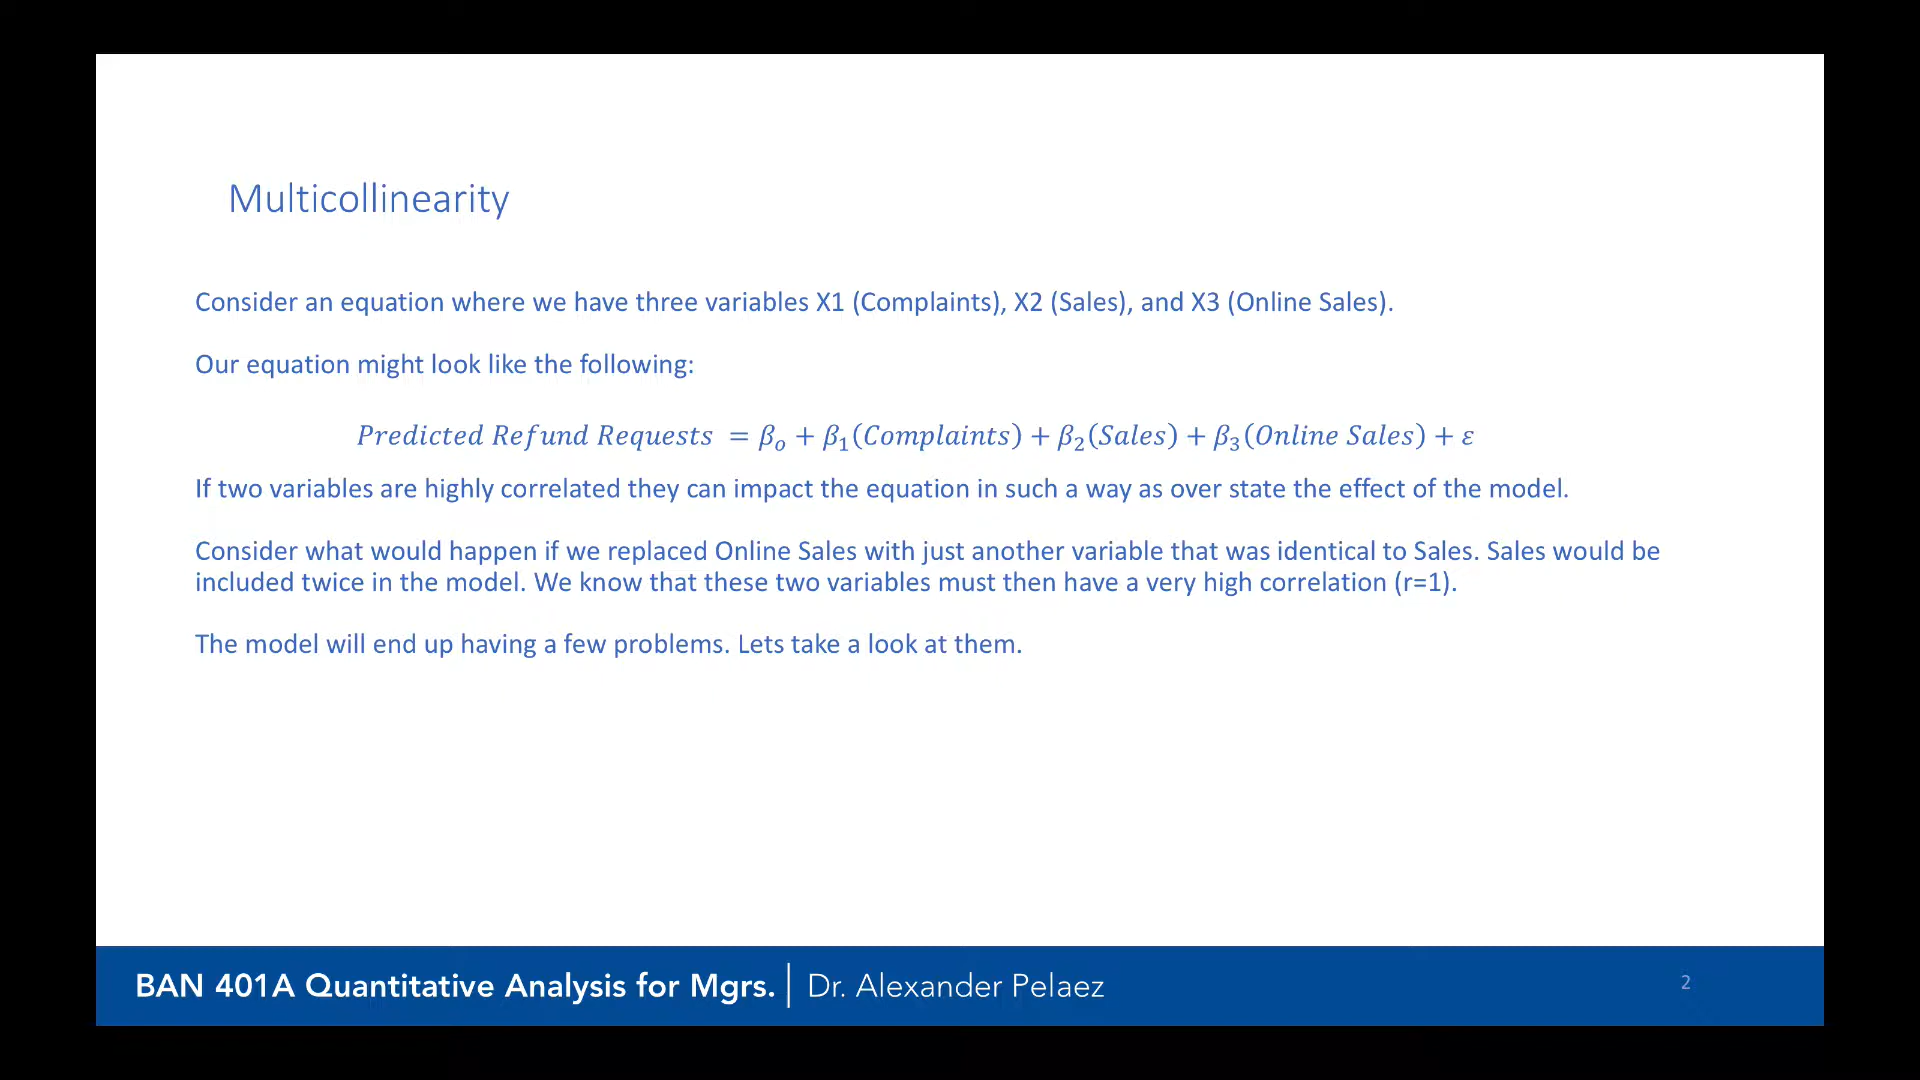 Multicollinearity
Consider an equation where we have three variables X1 (Complaints), X2 (Sales), and X3 (Online Sales).
Our equation might look like the following:
Predicted Refund Requests = β₀ + β₁(Complaints) + β₂(Sales) + β₃(Online Sales) + ε
If two variables are highly correlated they can impact the equation in such a way as over state the effect of the model.
Consider what would happen if we replaced Online Sales with just another variable that was identical to Sales. Sales would be
included twice in the model. We know that these two variables must then have a very high correlation (r=1).
The model will end up having a few problems. Lets take a look at them.
BAN 401A Quantitative Analysis for Mgrs. | Dr. Alexander Pelaez
2